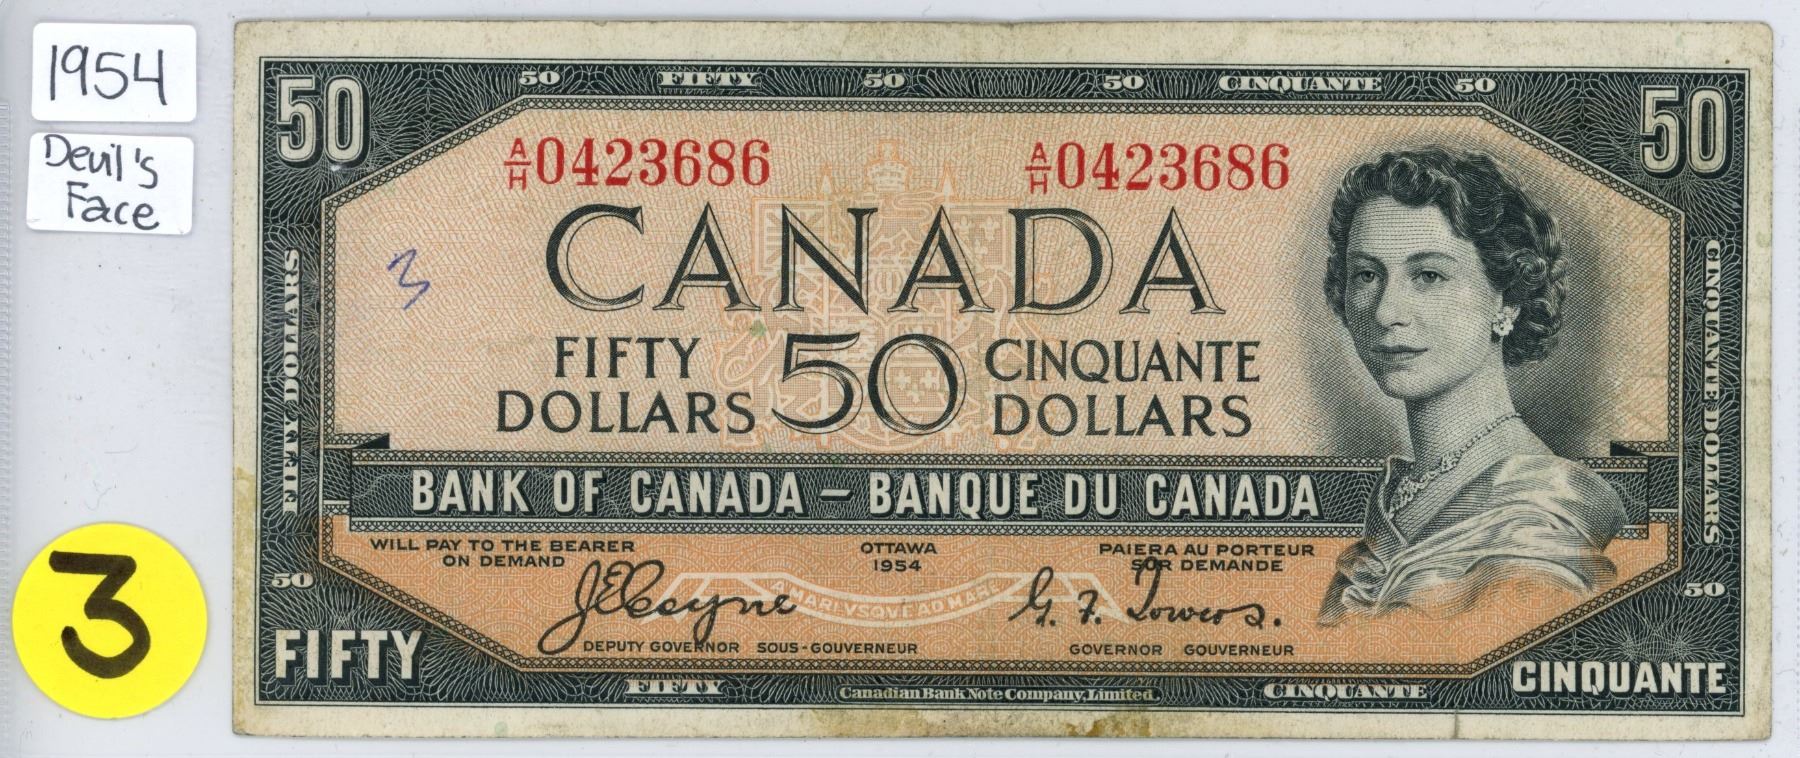 1954
Devil's
Face
3
50 FIFTY 50 50 CINQUANTE 50
50 50
A/H 0423686 A/H 0423686
CANADA
3
FIFTY DOLLARS 50 CINQUANTE DOLLARS
FIFTY DOLLARS
CINQUANTE DOLLARS
BANK OF CANADA – BANQUE DU CANADA
WILL PAY TO THE BEARER
ON DEMAND
OTTAWA
1954
PAIERA AU PORTEUR
SUR DEMANDE
50 50
A MARI VSQVE AD MARE
J E Coyne
G. F. Towers.
DEPUTY GOVERNOR SOUS-GOUVERNEUR
GOVERNOR GOUVERNEUR
FIFTY CINQUANTE
FIFTY Canadian Bank Note Company, Limited CINQUANTE